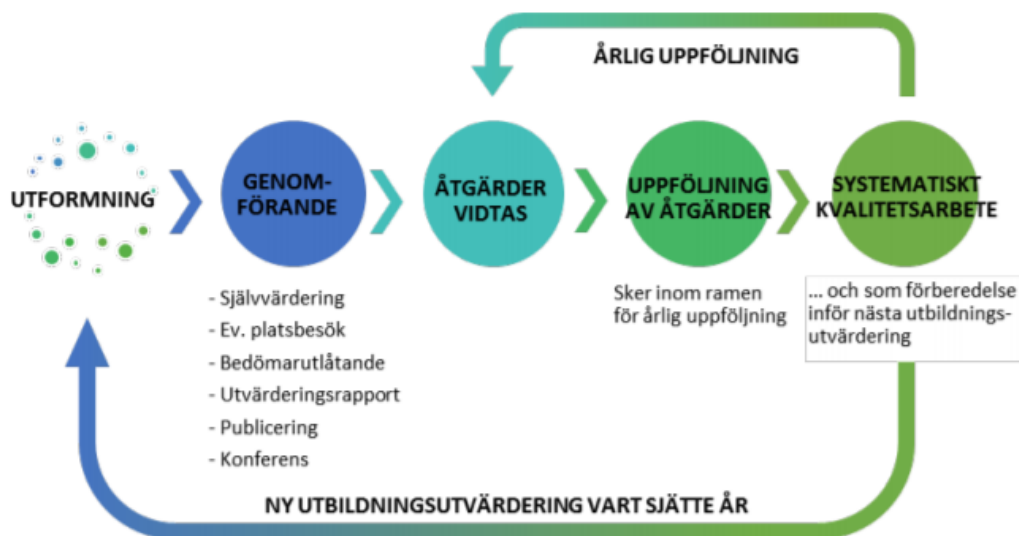 ÅRLIG UPPFÖLJNING
UTFORMNING
GENOM-
FÖRANDE
ÅTGÄRDER
VIDTAS
UPPFÖLJNING
AV ÅTGÄRDER
SYSTEMATISKT
KVALITETSARBETE
- Självvärdering
- Ev. platsbesök
- Bedömarutlåtande
- Utvärderingsrapport
- Publicering
- Konferens
Sker inom ramen
för årlig uppföljning
... och som förberedelse
inför nästa utbildnings-
utvärdering
NY UTBILDNINGSUTVÄRDERING VART SJÄTTE ÅR